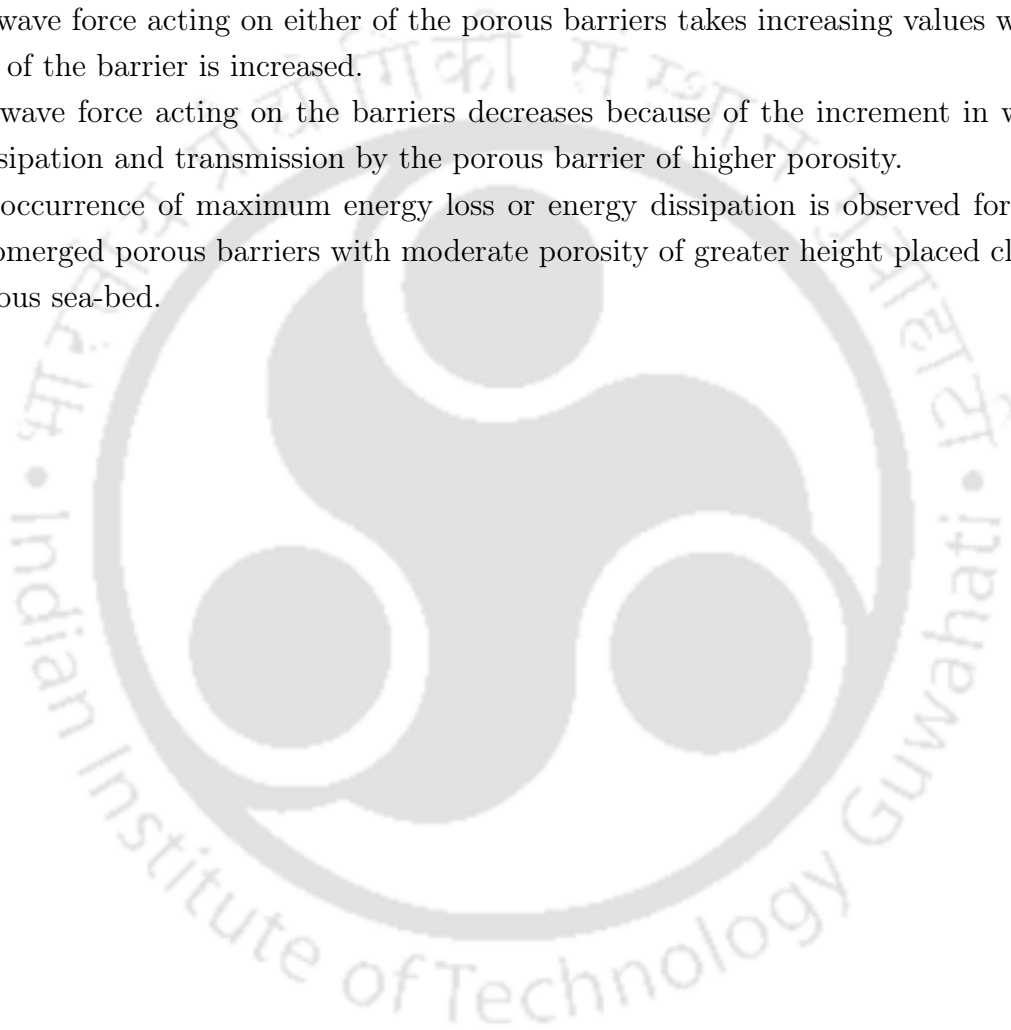 wave force acting on either of the porous barriers takes increasing values w
of the barrier is increased.
wave force acting on the barriers decreases because of the increment in w
sipation and transmission by the porous barrier of higher porosity.
occurrence of maximum energy loss or energy dissipation is observed for
omerged porous barriers with moderate porosity of greater height placed cl
ous sea-bed.
Indian Institute of Technology Guwahati